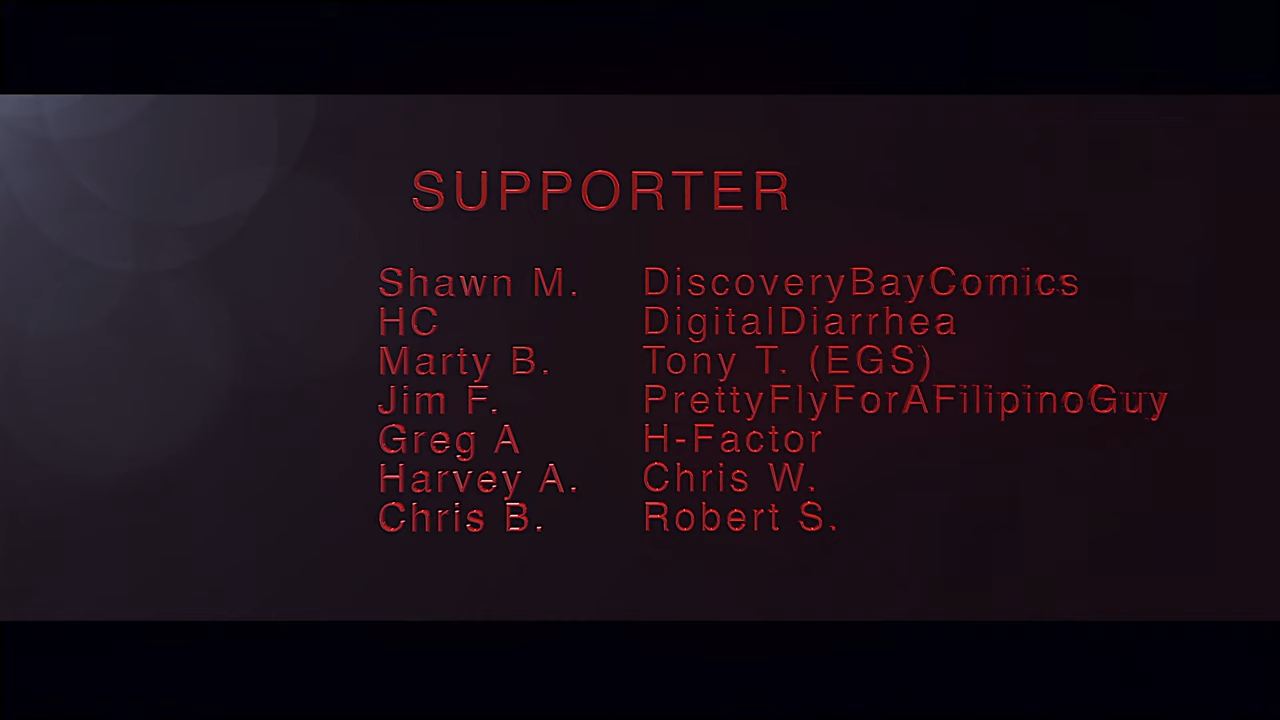 SUPPORTER
Shawn M.
HC
Marty B.
Jim F.
Greg A
Harvey A.
Chris B.
DiscoveryBayComics
DigitalDiarrhea
Tony T. (EGS)
PrettyFlyForAFilipinoGuy
H-Factor
Chris W.
Robert S.